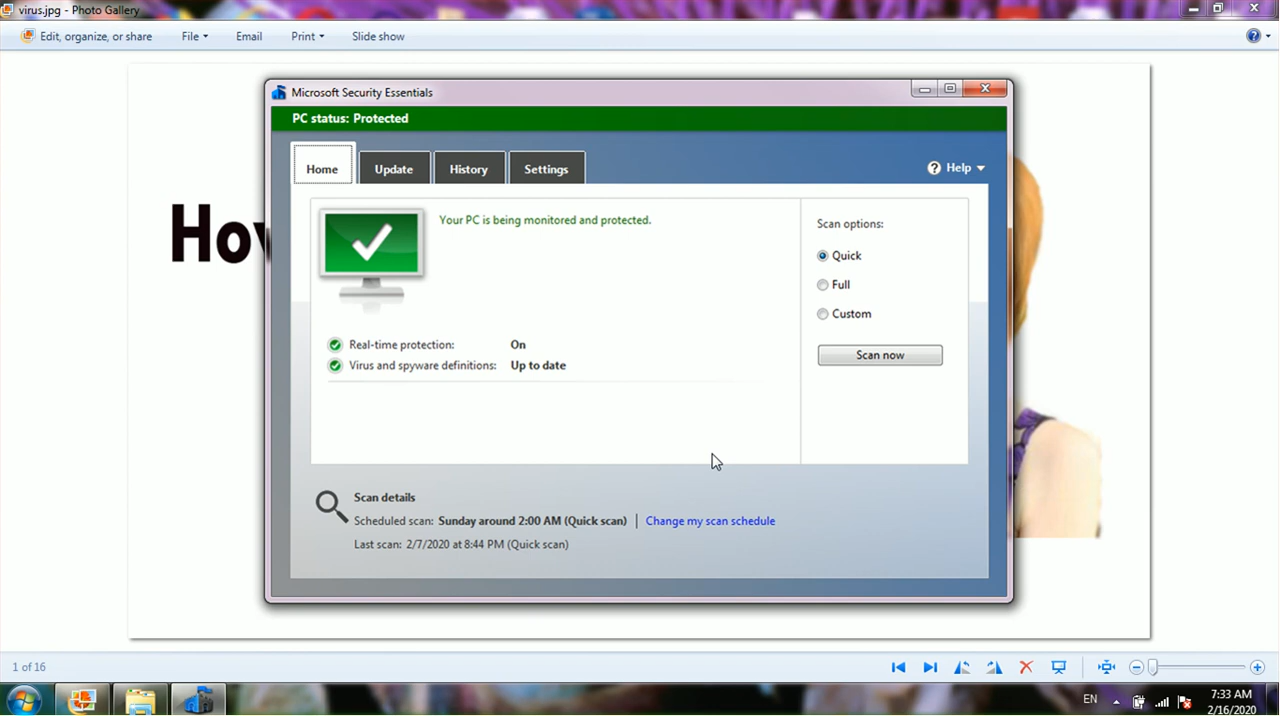 virus.jpg - Photo Gallery
Edit, organize, or share File Email Print Slide show
Microsoft Security Essentials
PC status: Protected
Home Update History Settings Help
How
Your PC is being monitored and protected.
Scan options:
Quick
Full
Custom
Scan now
Real-time protection: On
Virus and spyware definitions: Up to date
Scan details
Scheduled scan: Sunday around 2:00 AM (Quick scan) | Change my scan schedule
Last scan: 2/7/2020 at 8:44 PM (Quick scan)
1 of 16
EN 7:33 AM
2/16/2020